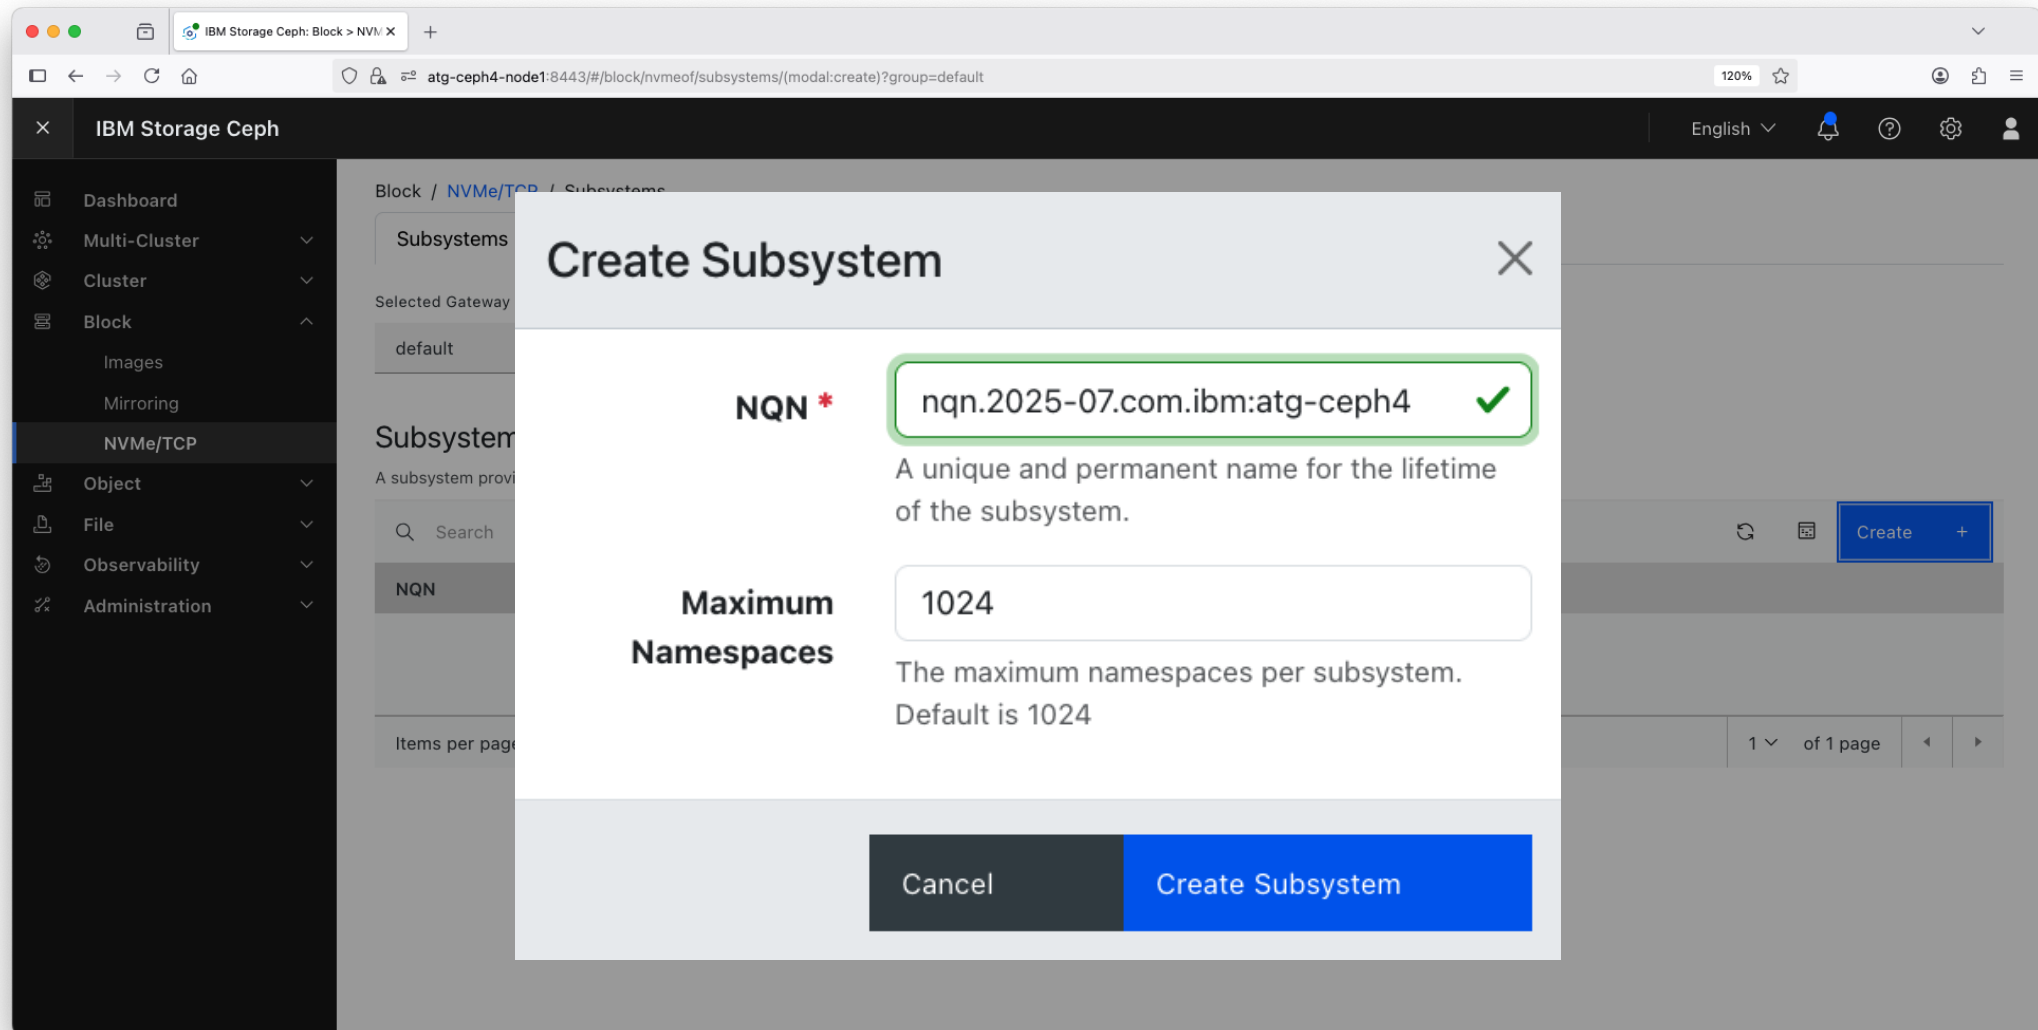 IBM Storage Ceph: Block > NVM
atg-ceph4-node1:8443/#/block/nvmeof/subsystems/(modal:create)?group=default
120%
IBM Storage Ceph
English
Dashboard
Multi-Cluster
Cluster
Block
Images
Mirroring
NVMe/TCP
Object
File
Observability
Administration
Block / NVMe/TCP / Subsystems
Subsystems
Selected Gateway
default
Subsystem
A subsystem provi
Search
Create +
NQN
Items per page
1 of 1 page
Create Subsystem
NQN *
nqn.2025-07.com.ibm:atg-ceph4
A unique and permanent name for the lifetime
of the subsystem.
Maximum
Namespaces
1024
The maximum namespaces per subsystem.
Default is 1024
Cancel
Create Subsystem